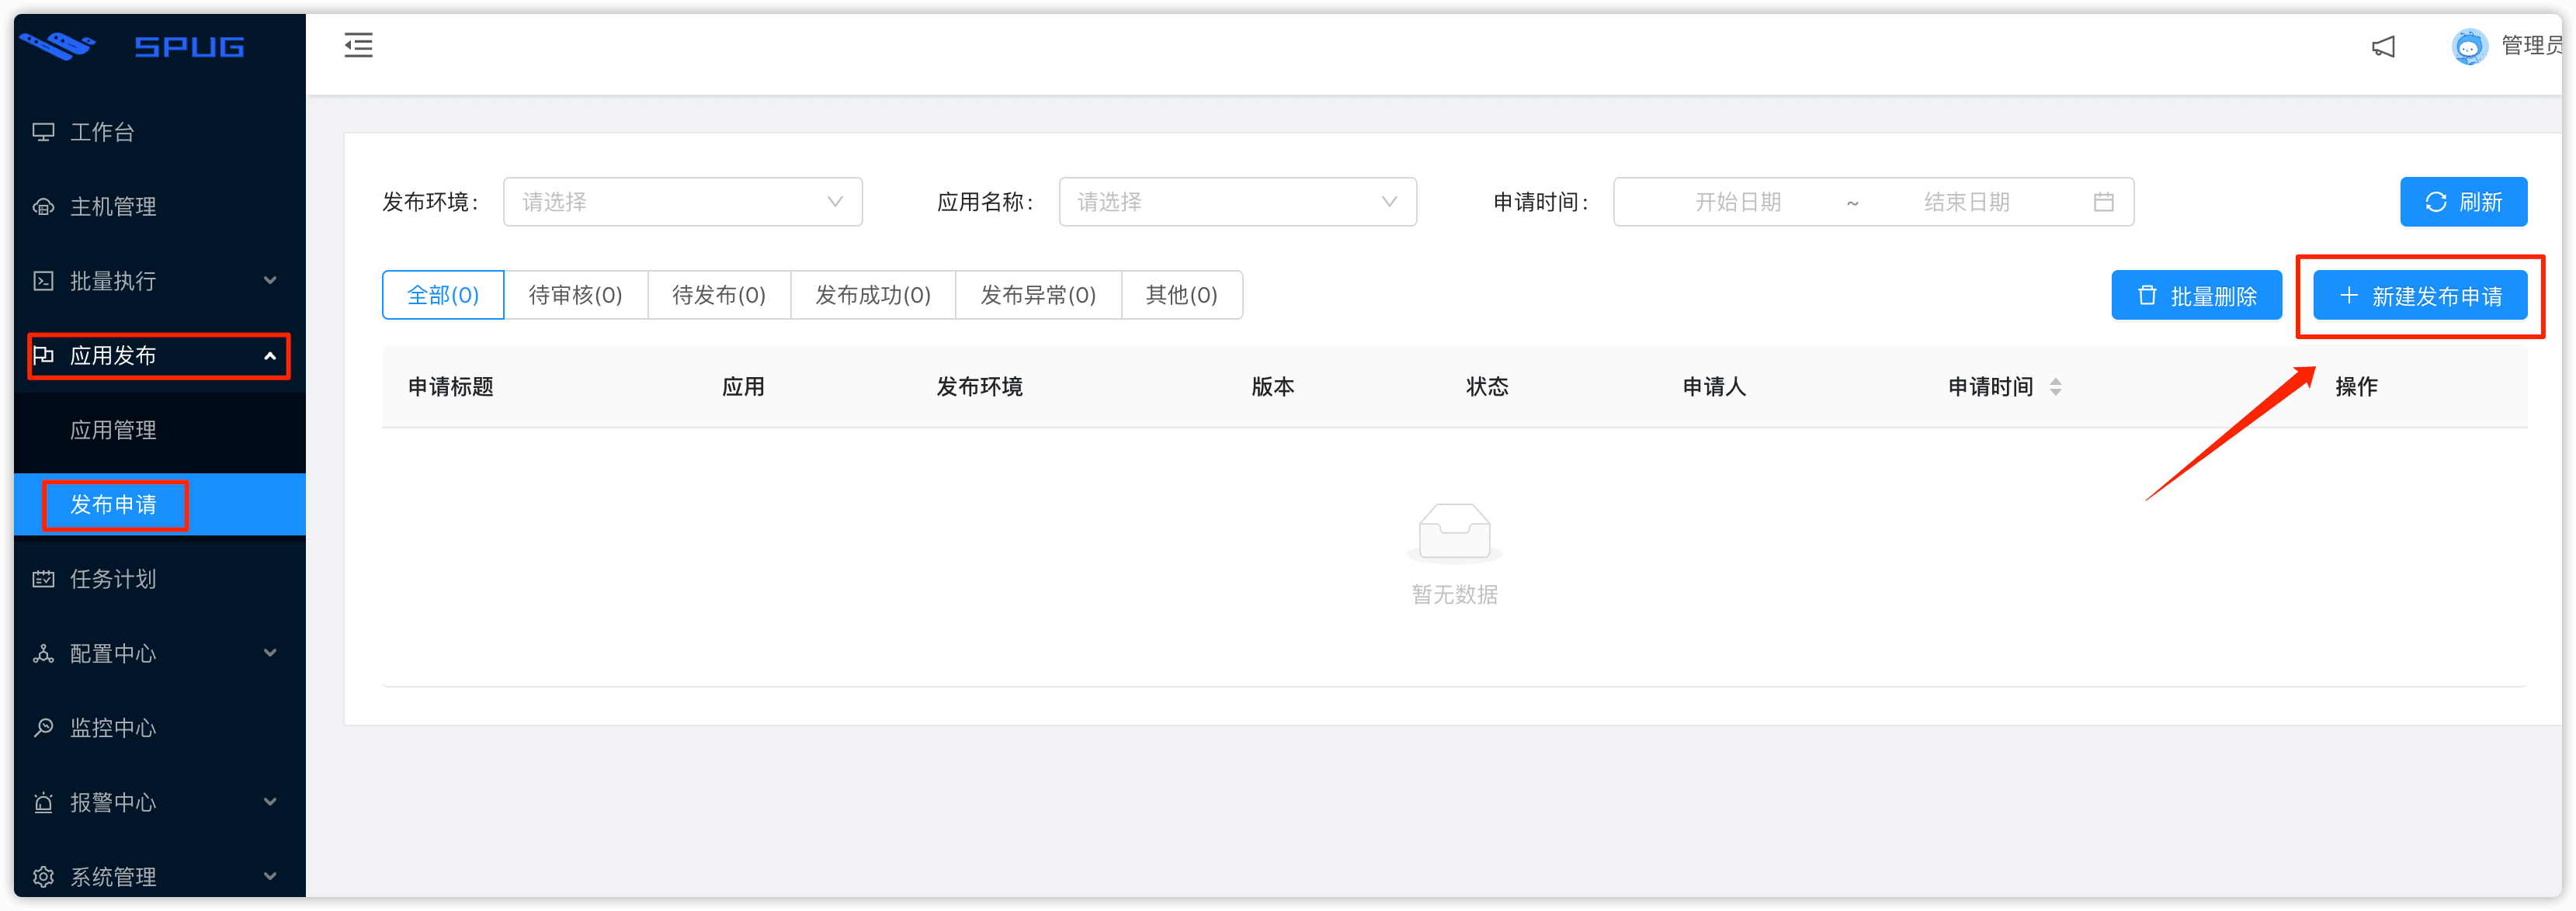 SPUG
管理员
工作台
主机管理
批量执行
应用发布
应用管理
发布申请
任务计划
配置中心
监控中心
报警中心
系统管理
发布环境： 请选择 应用名称： 请选择 申请时间： 开始日期 ~ 结束日期 刷新
全部(0) 待审核(0) 待发布(0) 发布成功(0) 发布异常(0) 其他(0) 批量删除 新建发布申请
申请标题 应用 发布环境 版本 状态 申请人 申请时间 操作
暂无数据